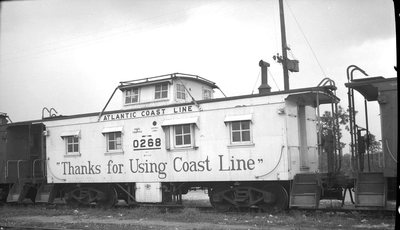 ATLANTIC COAST LINE
0268
"Thanks for Using Coast Line"